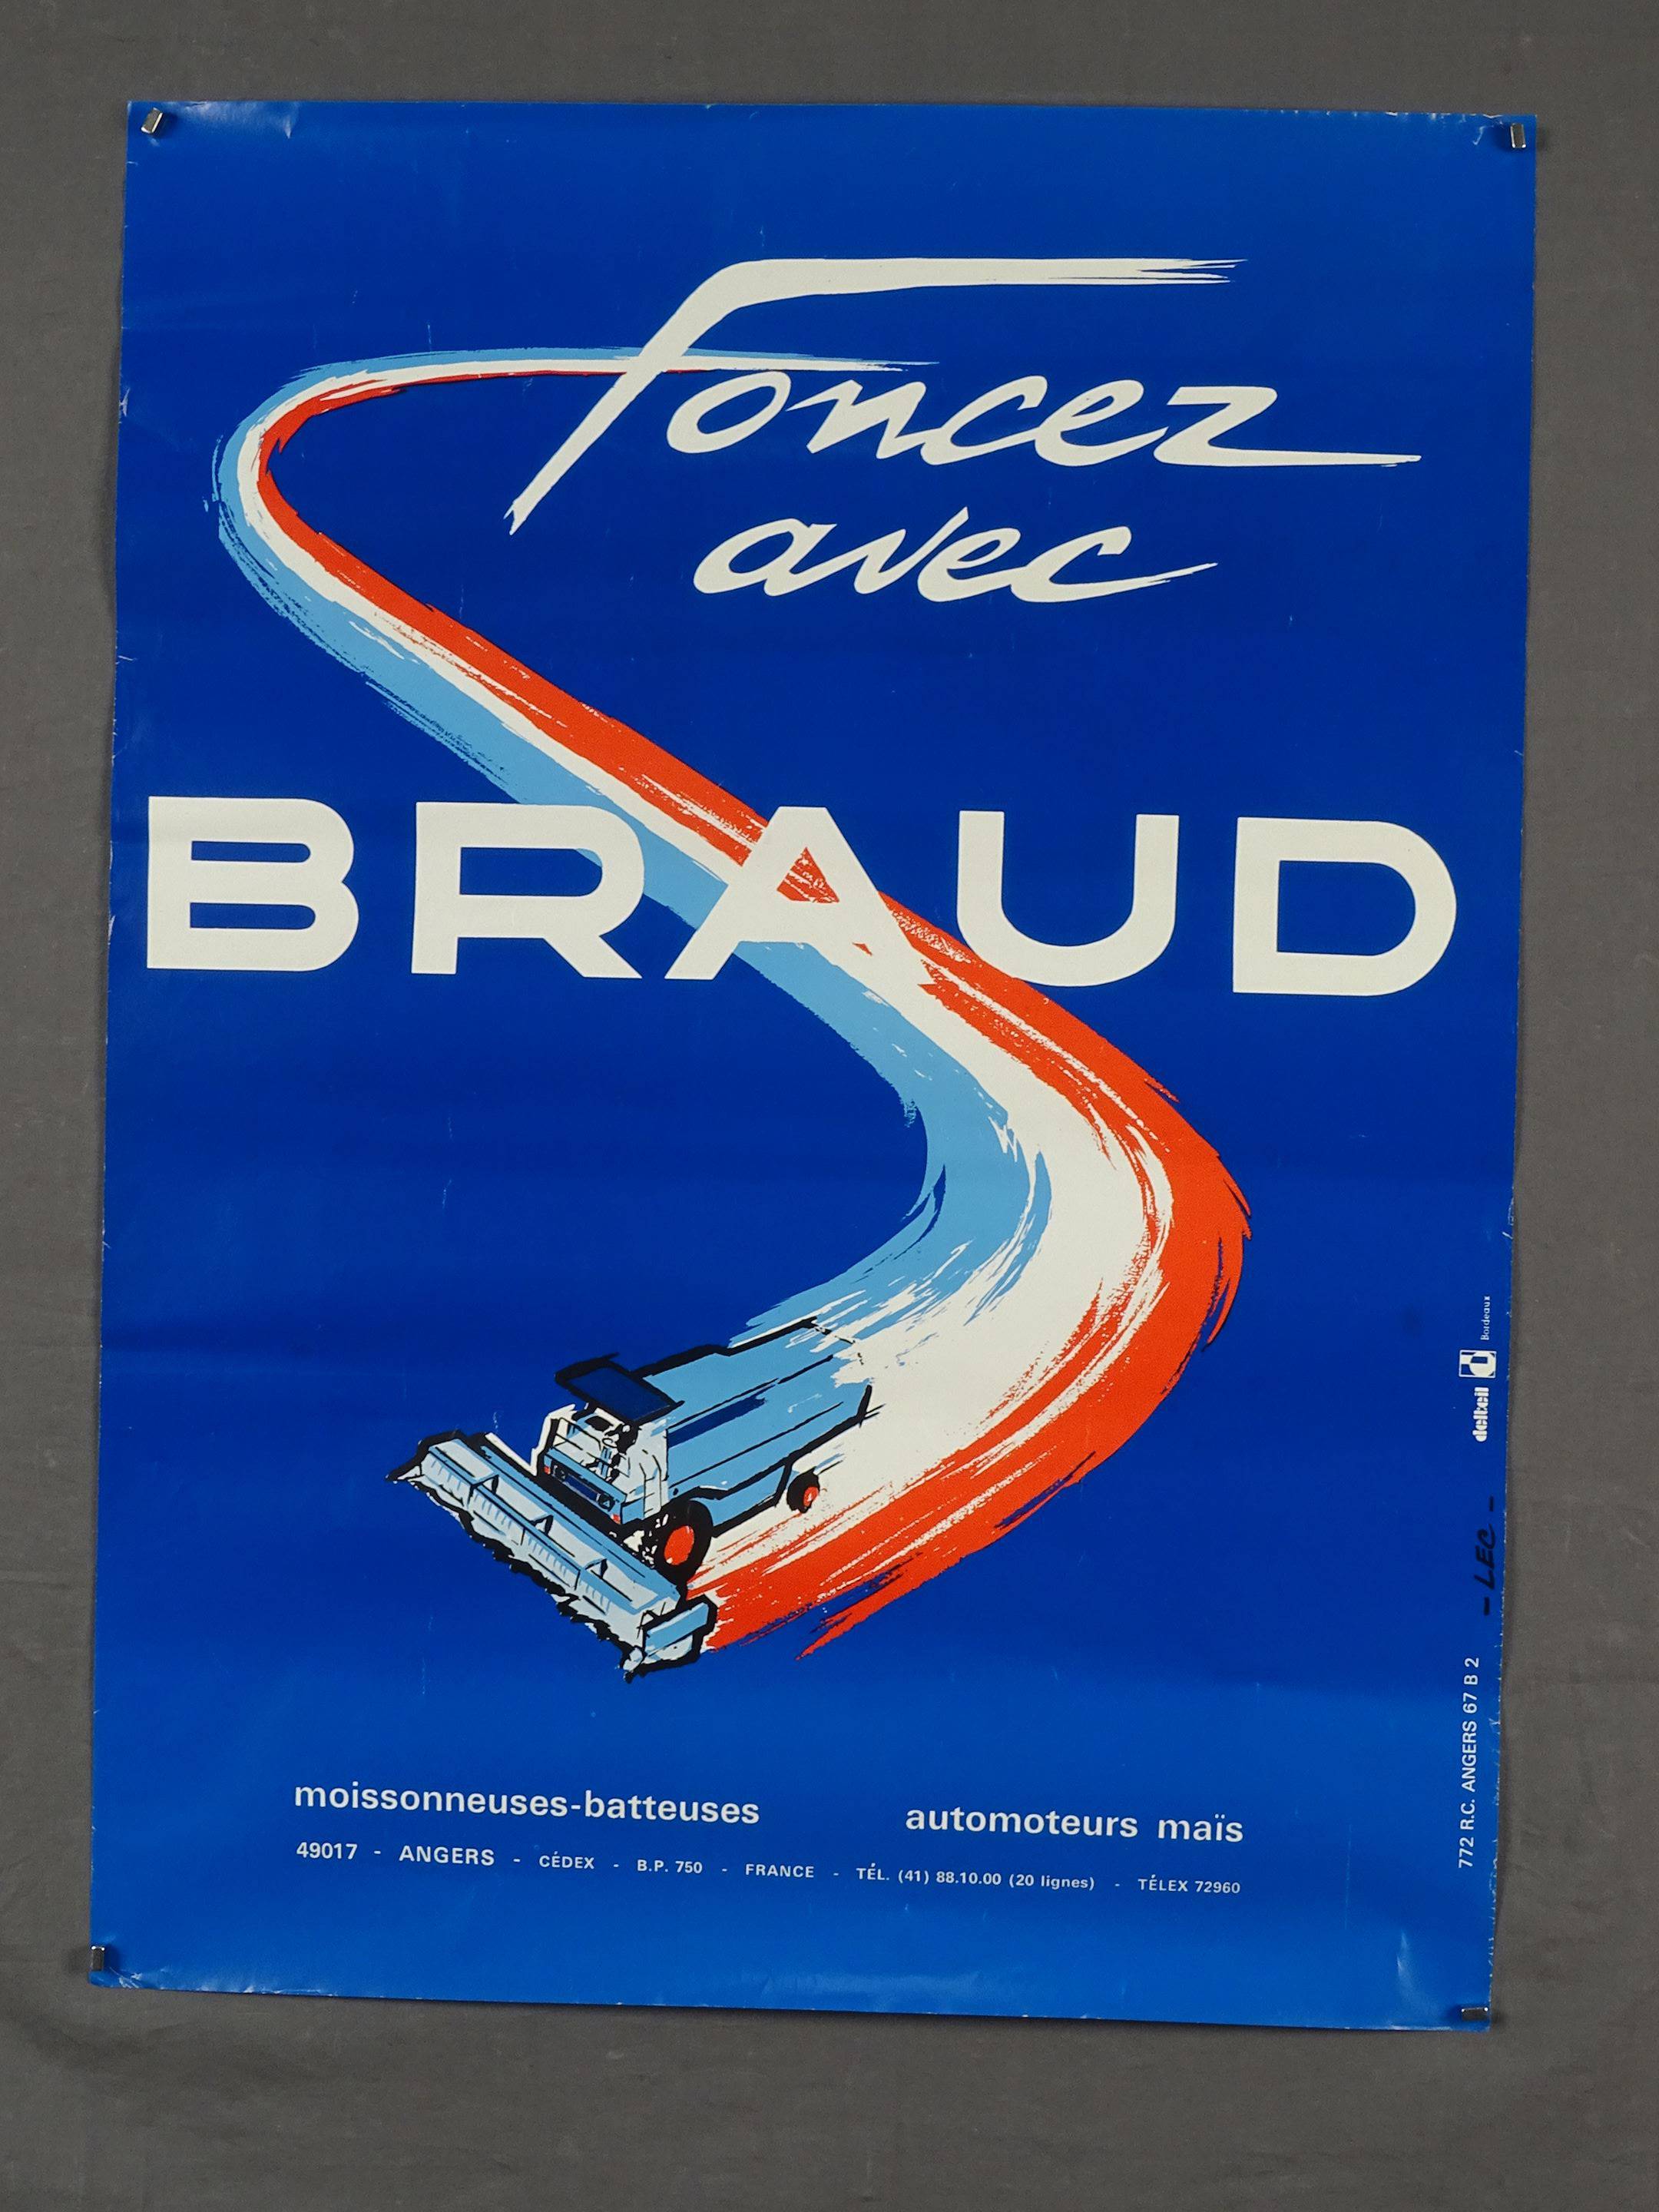 Foncez
avec
BRAUD
moissonneuses-batteuses
automoteurs maïs
49017 - ANGERS - CÉDEX - B.P. 750 - FRANCE - TÉL. (41) 88.10.00 (20 lignes) - TÉLEX 72960
772 R.C. ANGERS 67 B 2
- LEC -
delteil
Bordeaux